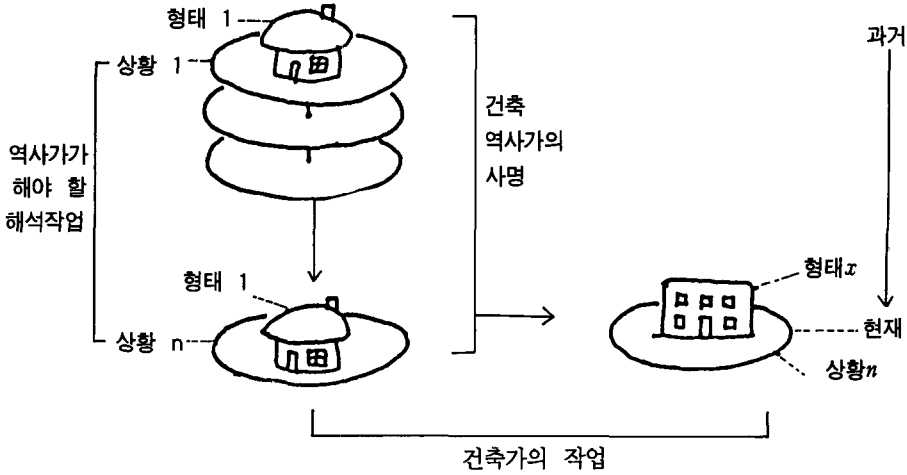 형태 1
상황 1
과거
건축
역사가의
사명
역사가가
해야 할
해석작업
형태 1
상황 n
형태x
현재
상황n
건축가의 작업